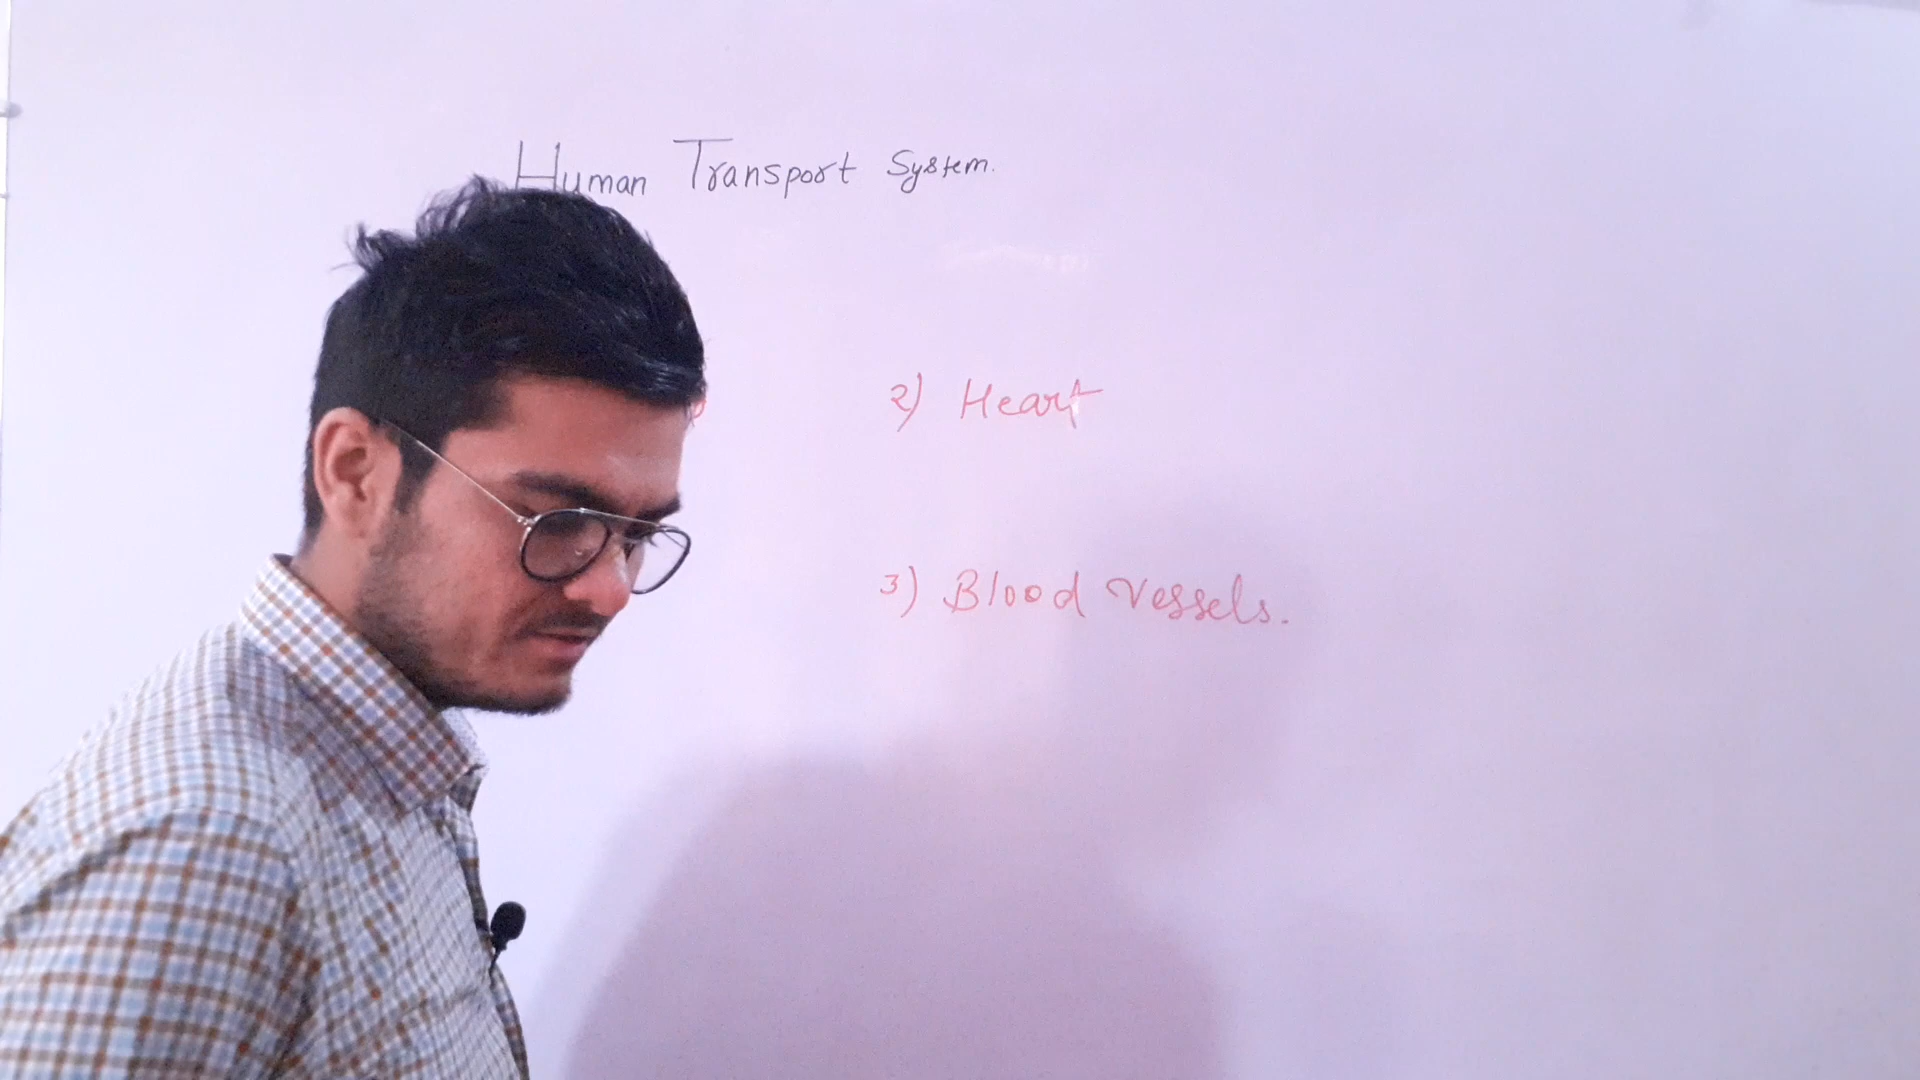 Human Transport System.
2) Heart
3) Blood Vessels.